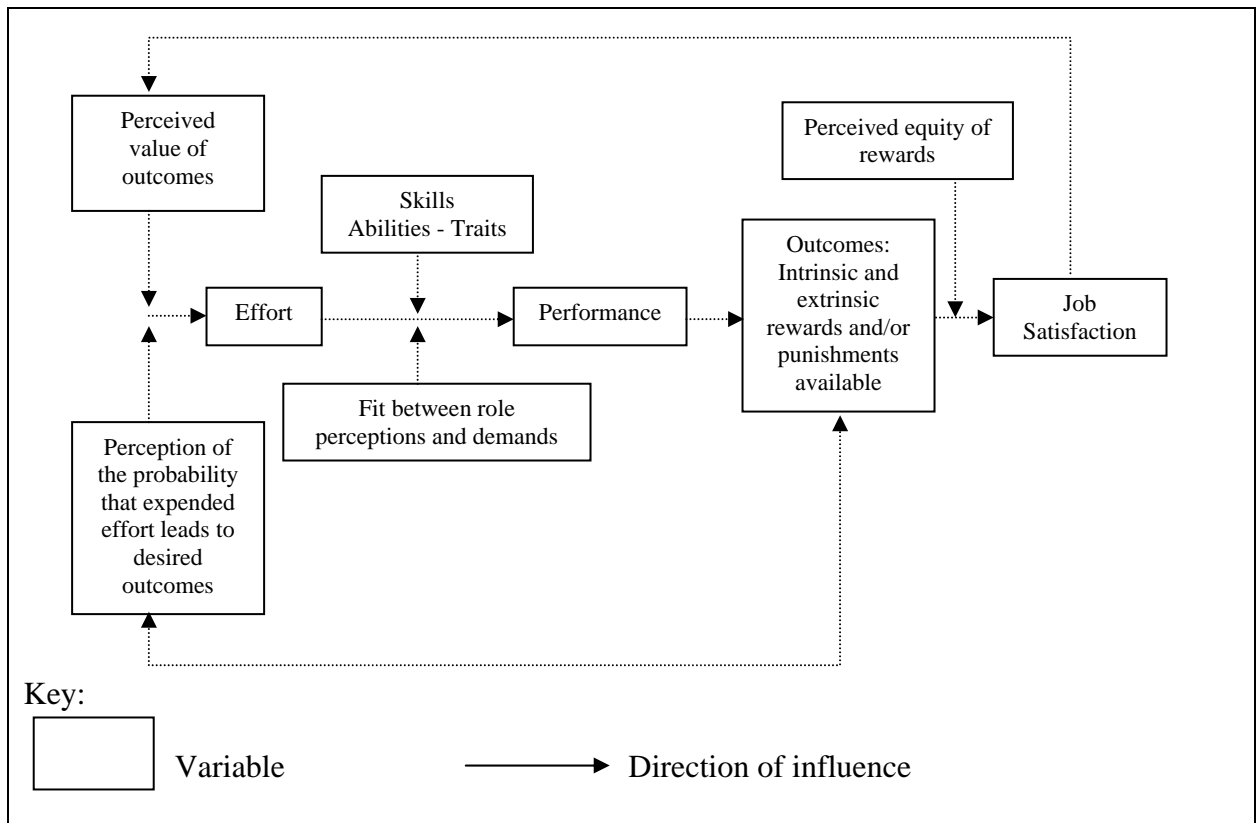 Perceived
value of
outcomes
Perceived equity of
rewards
Skills
Abilities - Traits
Outcomes:
Intrinsic and
extrinsic
rewards and/or
punishments
available
Effort
Performance
Job
Satisfaction
Fit between role
perceptions and demands
Perception of
the probability
that expended
effort leads to
desired
outcomes
Key:
Variable
Direction of influence